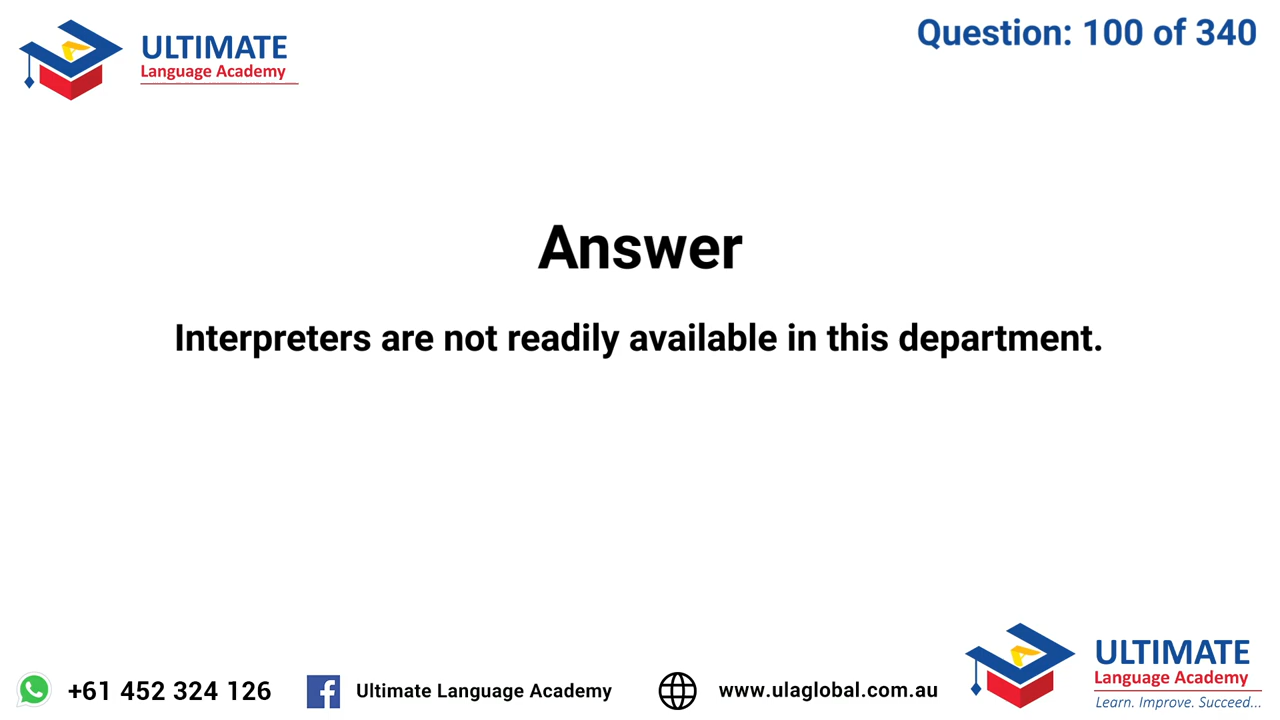 ULTIMATE
Language Academy
Question: 100 of 340
Answer
Interpreters are not readily available in this department.
+61 452 324 126
Ultimate Language Academy
www.ulaglobal.com.au
ULTIMATE
Language Academy
Learn. Improve. Succeed...